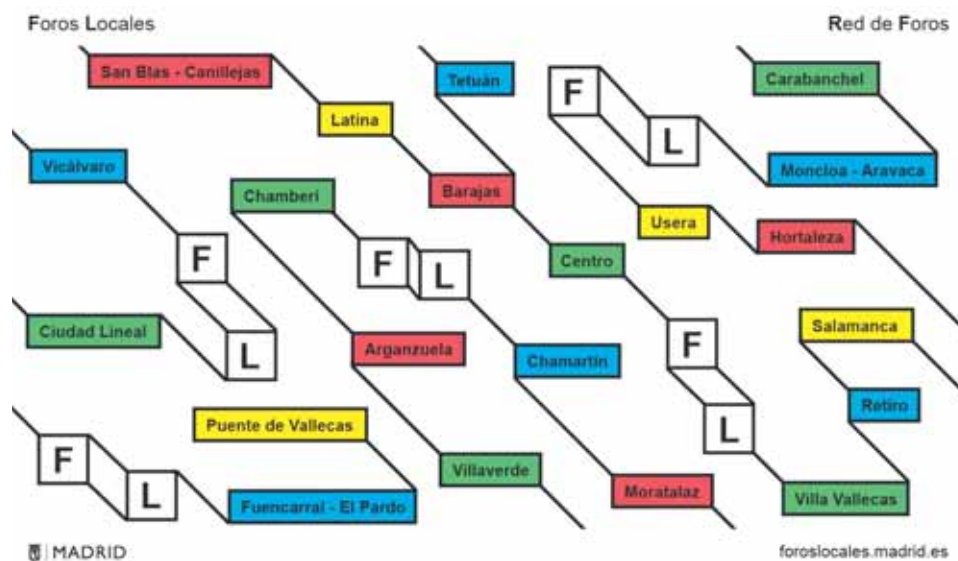 Foros Locales
Red de Foros
San Blas - Canillejas
Tetuán
F
Carabanchel
Latina
L
Vicálvaro
Moncloa - Aravaca
Chamberí
Barajas
Usera
Hortaleza
F
F
L
Centro
Ciudad Lineal
L
Arganzuela
Chamartín
F
Salamanca
Puente de Vallecas
Retiro
L
F
L
Villaverde
Fuencarral - El Pardo
Moratalaz
Villa Vallecas
MADRID
foroslocales.madrid.es